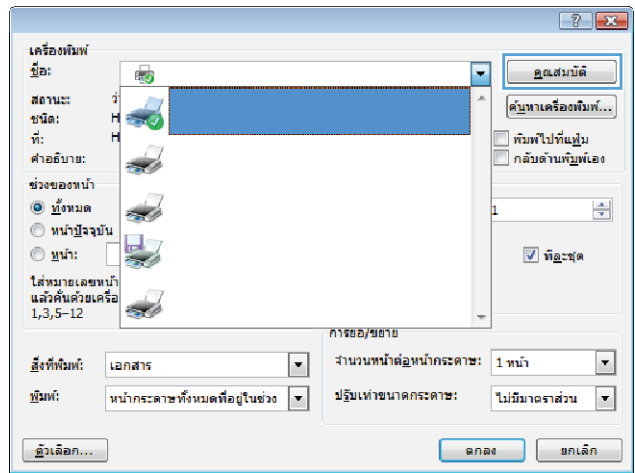 เครื่องพิมพ์
ชื่อ:
คุณสมบัติ
สถานะ: ว่
ชนิด: H
ที่: H
คำอธิบาย:
ค้นหาเครื่องพิมพ์...
พิมพ์ไปที่แฟ้ม
กลับด้านพิมพ์เอง
ช่วงของหน้า
ทั้งหมด
หน้าปัจจุบัน
หน้า:
ใส่หมายเลขหน้า
แล้วคั่นด้วยเครื่อ
1,3,5–12
1
ทีละชุด
การย่อ/ขยาย
สิ่งที่พิมพ์: เอกสาร
จำนวนหน้าต่อหน้ากระดาษ: 1 หน้า
พิมพ์: หน้ากระดาษทั้งหมดที่อยู่ในช่วง
ปรับเท่าขนาดกระดาษ: ไม่มีมาตราส่วน
ตัวเลือก...
ตกลง
ยกเลิก